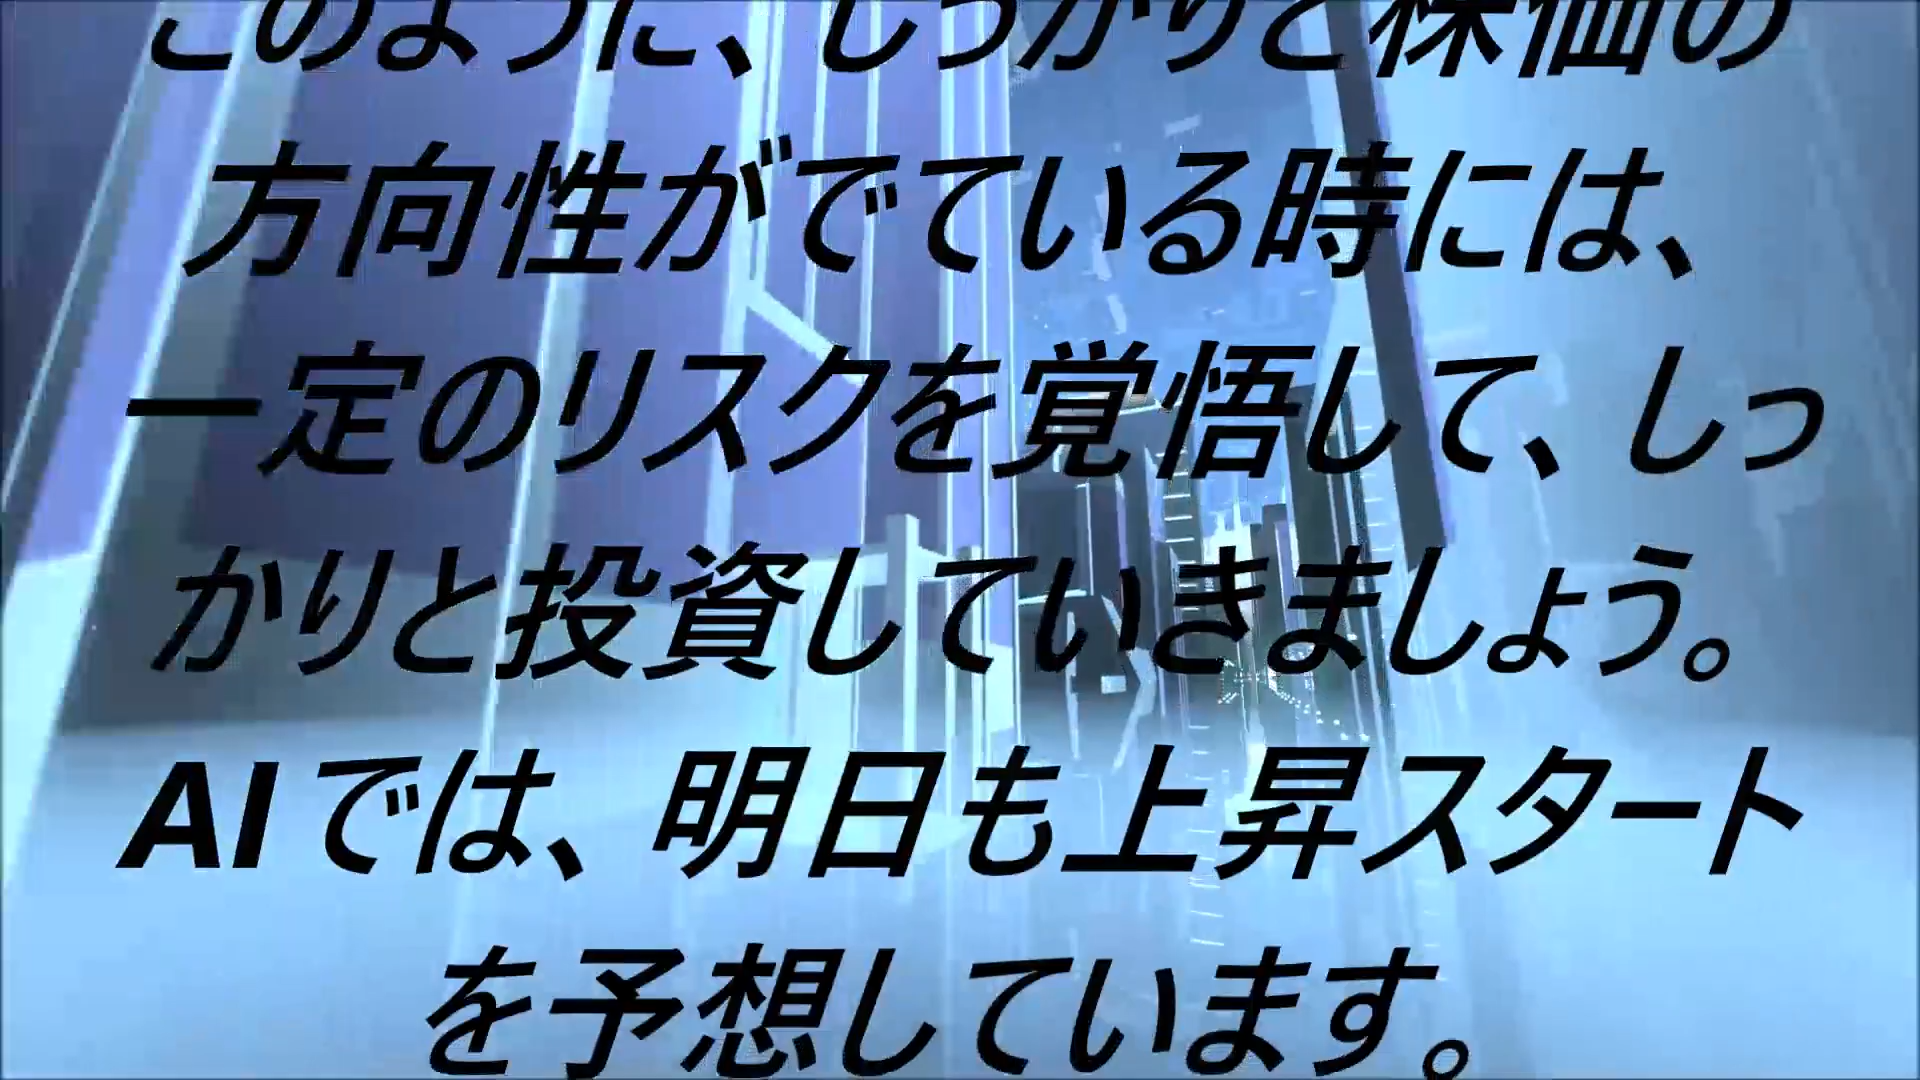 このように、しっかりと株価の
方向性がでている時には、
一定のリスクを覚悟して、しっ
かりと投資していきましょう。
AIでは、明日も上昇スタート
を予想しています。